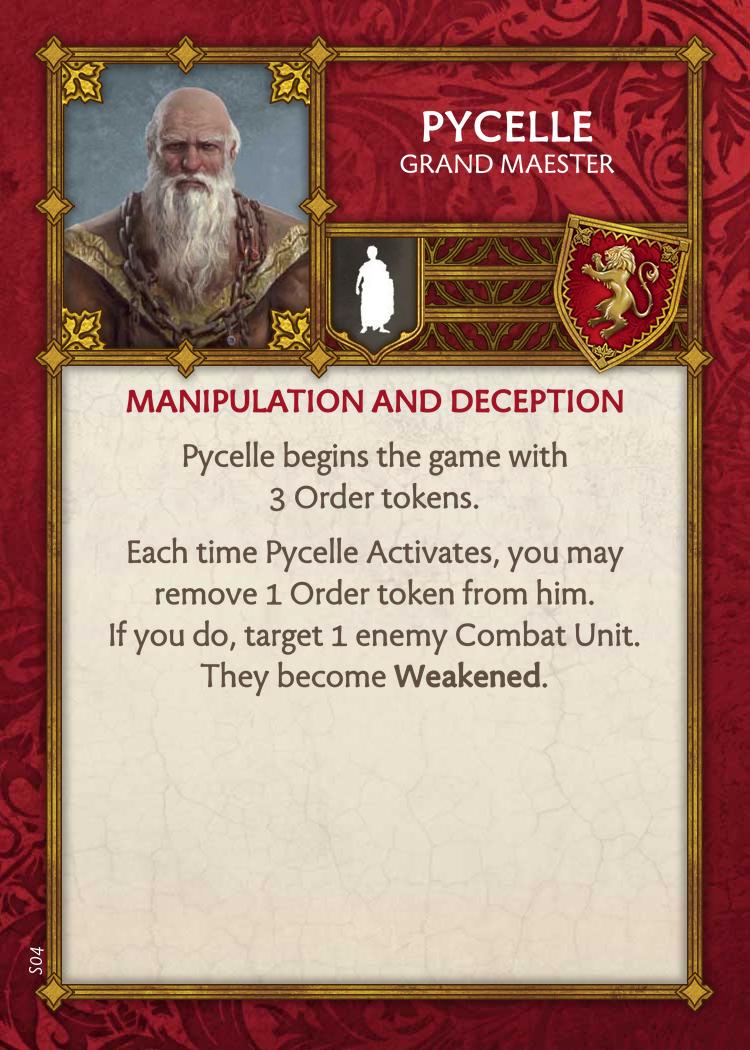 PYCELLE
GRAND MAESTER
MANIPULATION AND DECEPTION
Pycelle begins the game with
3 Order tokens.
Each time Pycelle Activates, you may
remove 1 Order token from him.
If you do, target 1 enemy Combat Unit.
They become Weakened.
S04